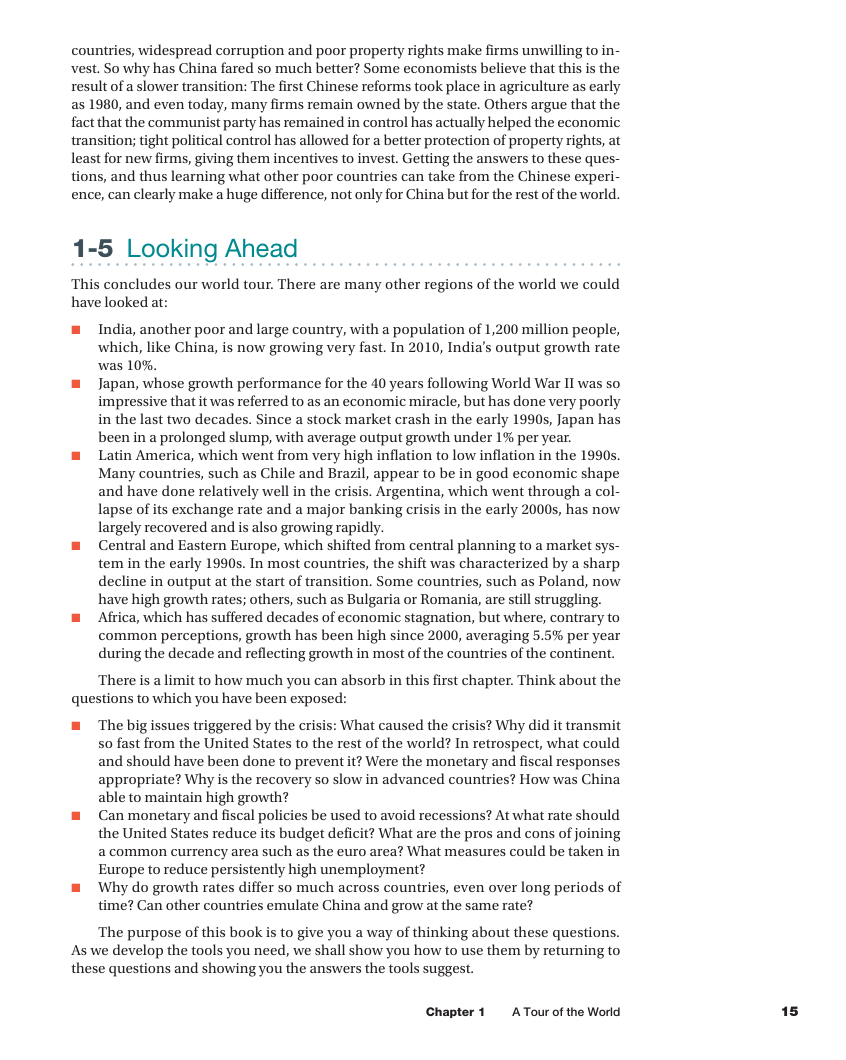 countries, widespread corruption and poor property rights make firms unwilling to in-
vest. So why has China fared so much better? Some economists believe that this is the
result of a slower transition: The first Chinese reforms took place in agriculture as early
as 1980, and even today, many firms remain owned by the state. Others argue that the
fact that the communist party has remained in control has actually helped the economic
transition; tight political control has allowed for a better protection of property rights, at
least for new firms, giving them incentives to invest. Getting the answers to these ques-
tions, and thus learning what other poor countries can take from the Chinese experi-
ence, can clearly make a huge difference, not only for China but for the rest of the world.
1-5 Looking Ahead
This concludes our world tour. There are many other regions of the world we could
have looked at:
■ India, another poor and large country, with a population of 1,200 million people,
which, like China, is now growing very fast. In 2010, India’s output growth rate
was 10%.
■ Japan, whose growth performance for the 40 years following World War II was so
impressive that it was referred to as an economic miracle, but has done very poorly
in the last two decades. Since a stock market crash in the early 1990s, Japan has
been in a prolonged slump, with average output growth under 1% per year.
■ Latin America, which went from very high inflation to low inflation in the 1990s.
Many countries, such as Chile and Brazil, appear to be in good economic shape
and have done relatively well in the crisis. Argentina, which went through a col-
lapse of its exchange rate and a major banking crisis in the early 2000s, has now
largely recovered and is also growing rapidly.
■ Central and Eastern Europe, which shifted from central planning to a market sys-
tem in the early 1990s. In most countries, the shift was characterized by a sharp
decline in output at the start of transition. Some countries, such as Poland, now
have high growth rates; others, such as Bulgaria or Romania, are still struggling.
■ Africa, which has suffered decades of economic stagnation, but where, contrary to
common perceptions, growth has been high since 2000, averaging 5.5% per year
during the decade and reflecting growth in most of the countries of the continent.
There is a limit to how much you can absorb in this first chapter. Think about the
questions to which you have been exposed:
■ The big issues triggered by the crisis: What caused the crisis? Why did it transmit
so fast from the United States to the rest of the world? In retrospect, what could
and should have been done to prevent it? Were the monetary and fiscal responses
appropriate? Why is the recovery so slow in advanced countries? How was China
able to maintain high growth?
■ Can monetary and fiscal policies be used to avoid recessions? At what rate should
the United States reduce its budget deficit? What are the pros and cons of joining
a common currency area such as the euro area? What measures could be taken in
Europe to reduce persistently high unemployment?
■ Why do growth rates differ so much across countries, even over long periods of
time? Can other countries emulate China and grow at the same rate?
The purpose of this book is to give you a way of thinking about these questions.
As we develop the tools you need, we shall show you how to use them by returning to
these questions and showing you the answers the tools suggest.
Chapter 1 A Tour of the World 15